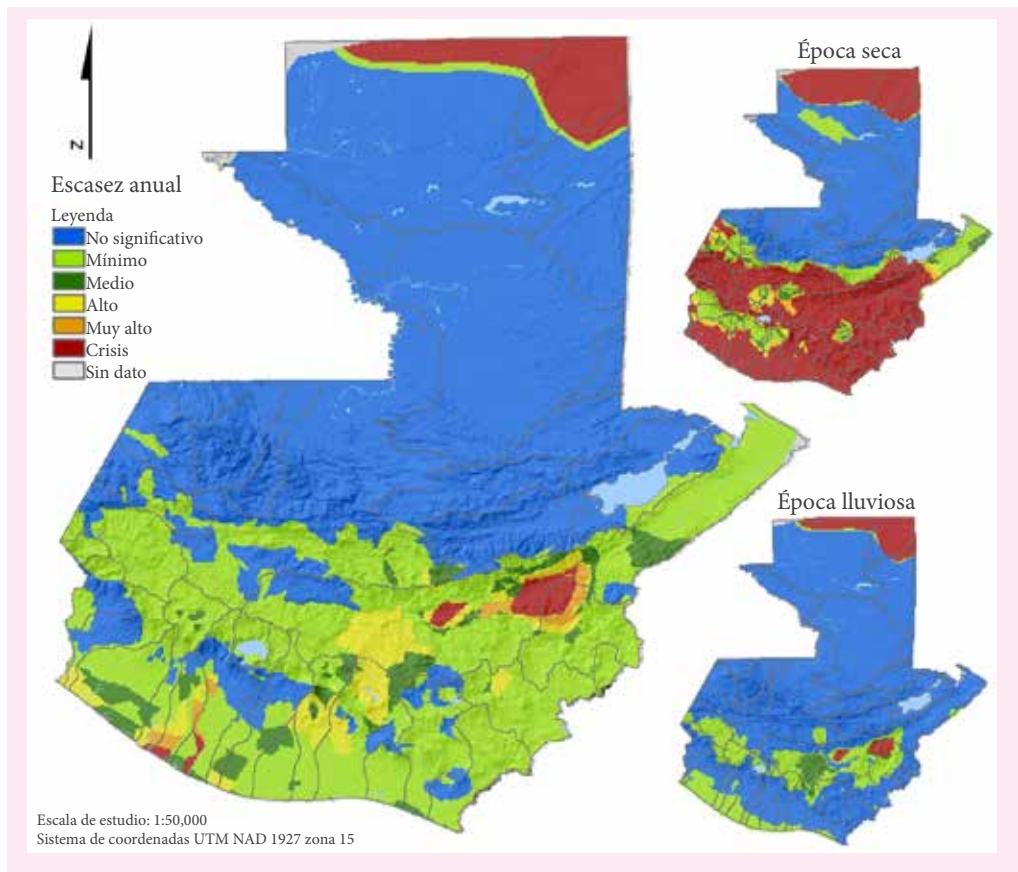 Época seca
N
Escasez anual
Leyenda
No significativo
Mínimo
Medio
Alto
Muy alto
Crisis
Sin dato
Época lluviosa
Escala de estudio: 1:50,000
Sistema de coordenadas UTM NAD 1927 zona 15